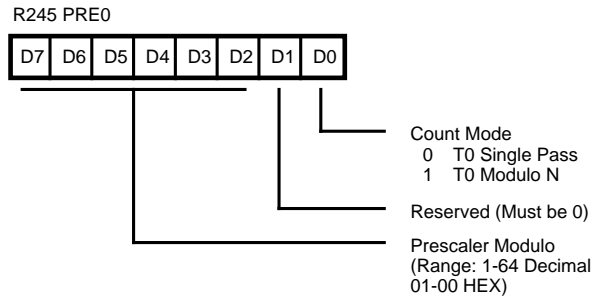 R245 PRE0
D7 D6 D5 D4 D3 D2 D1 D0
Count Mode
0 T0 Single Pass
1 T0 Modulo N
Reserved (Must be 0)
Prescaler Modulo
(Range: 1-64 Decimal
01-00 HEX)